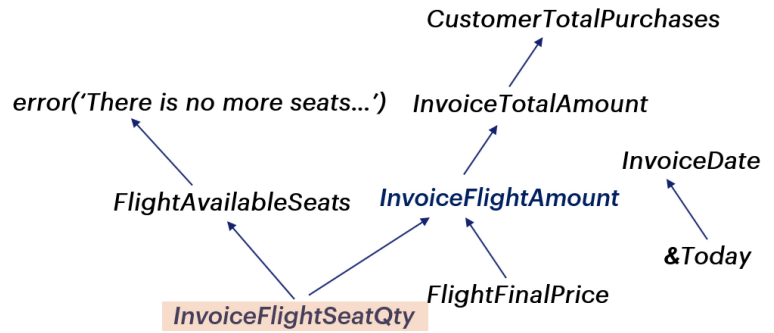 CustomerTotalPurchases
error(‘There is no more seats...’)
InvoiceTotalAmount
InvoiceDate
FlightAvailableSeats
InvoiceFlightAmount
&Today
FlightFinalPrice
InvoiceFlightSeatQty